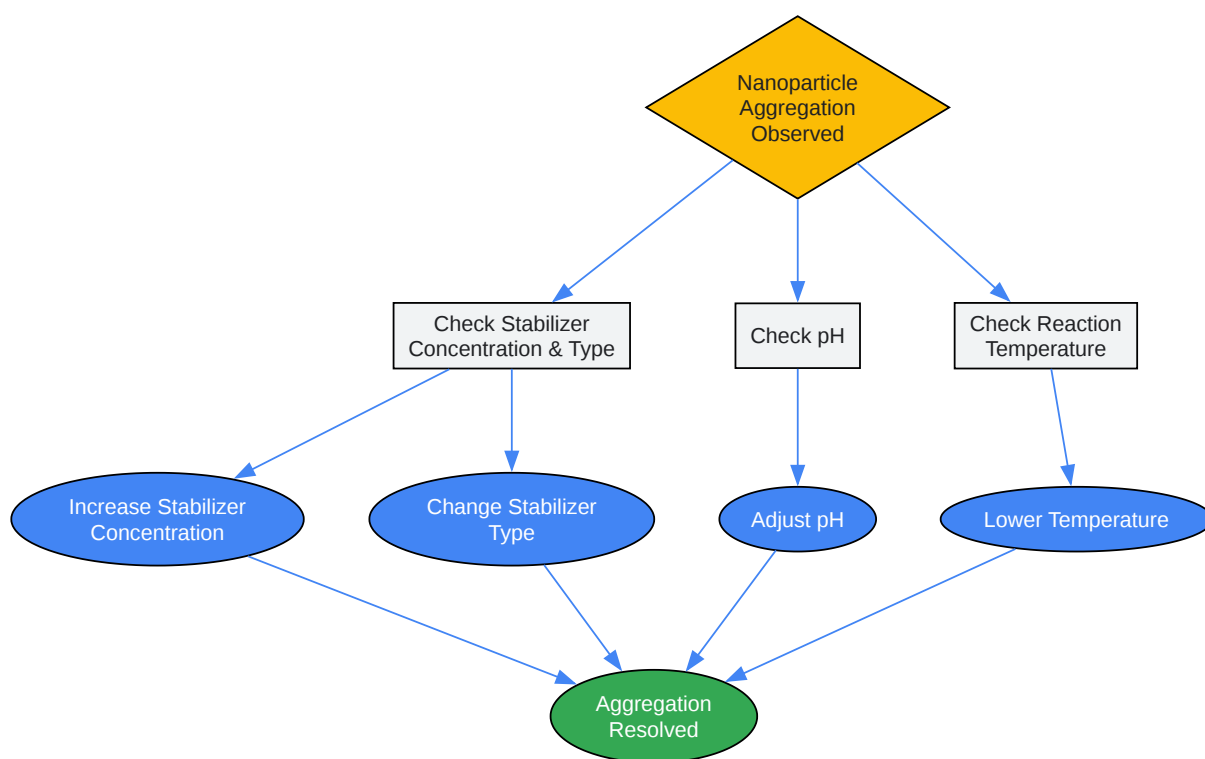 Nanoparticle
Aggregation
Observed
Check Stabilizer
Concentration & Type
Check pH
Check Reaction
Temperature
Increase Stabilizer
Concentration
Change Stabilizer
Type
Adjust pH
Lower Temperature
Aggregation
Resolved